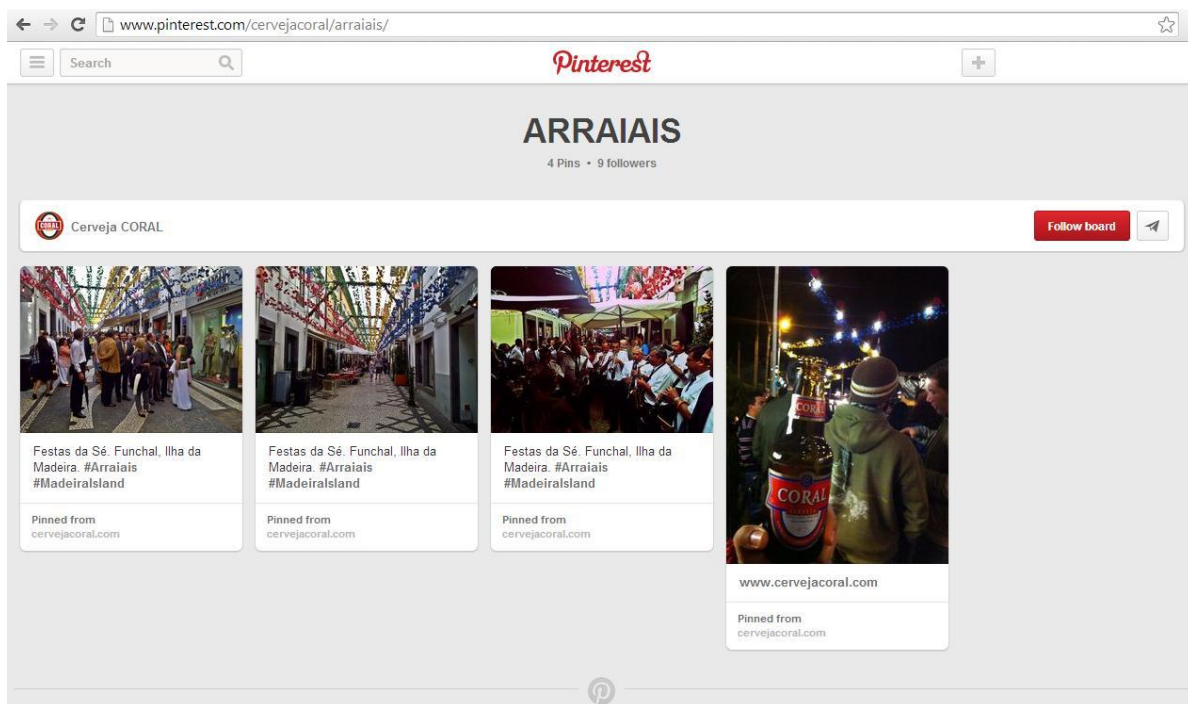 www.pinterest.com/cervejacoral/arraiais/
Search
Pinterest
ARRAIAIS
4 Pins • 9 followers
CORAL
Cerveja CORAL
Follow board
Festas da Sé. Funchal, Ilha da
Madeira. #Arraiais
#MadeiraIsland
Pinned from
cervejacoral.com
Festas da Sé. Funchal, Ilha da
Madeira. #Arraiais
#MadeiraIsland
Pinned from
cervejacoral.com
Festas da Sé. Funchal, Ilha da
Madeira. #Arraiais
#MadeiraIsland
Pinned from
cervejacoral.com
CORAL
CORAL
CERVEJA
www.cervejacoral.com
Pinned from
cervejacoral.com